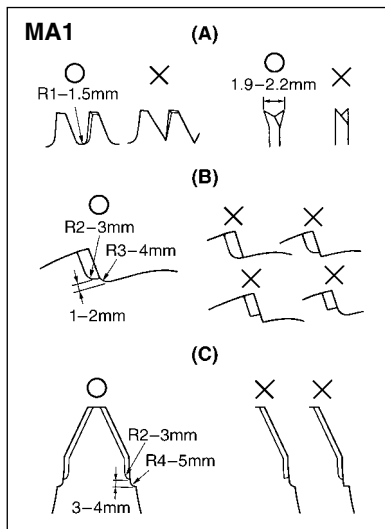 MA1
(A)
R1–1.5mm
1.9–2.2mm
(B)
R2–3mm
R3–4mm
1–2mm
(C)
R2–3mm
R4–5mm
3–4mm